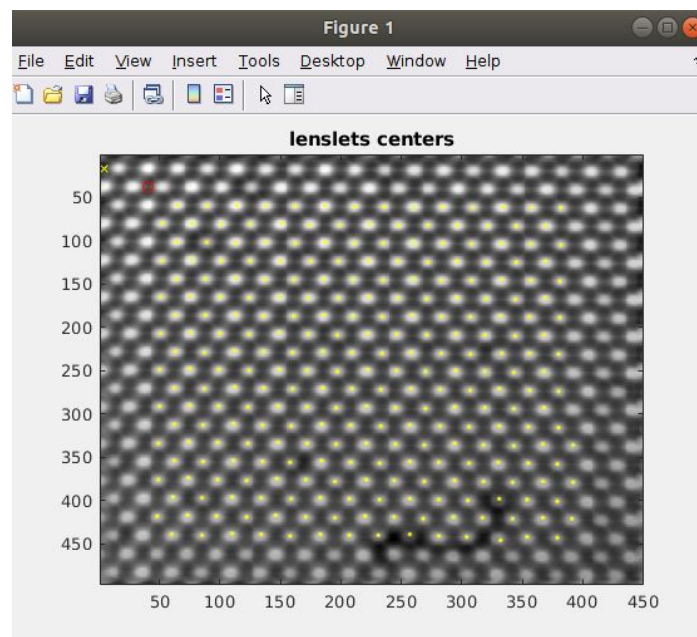 Figure 1
File Edit View Insert Tools Desktop Window Help
lenslets centers
50
100
150
200
250
300
350
400
450
50 100 150 200 250 300 350 400 450